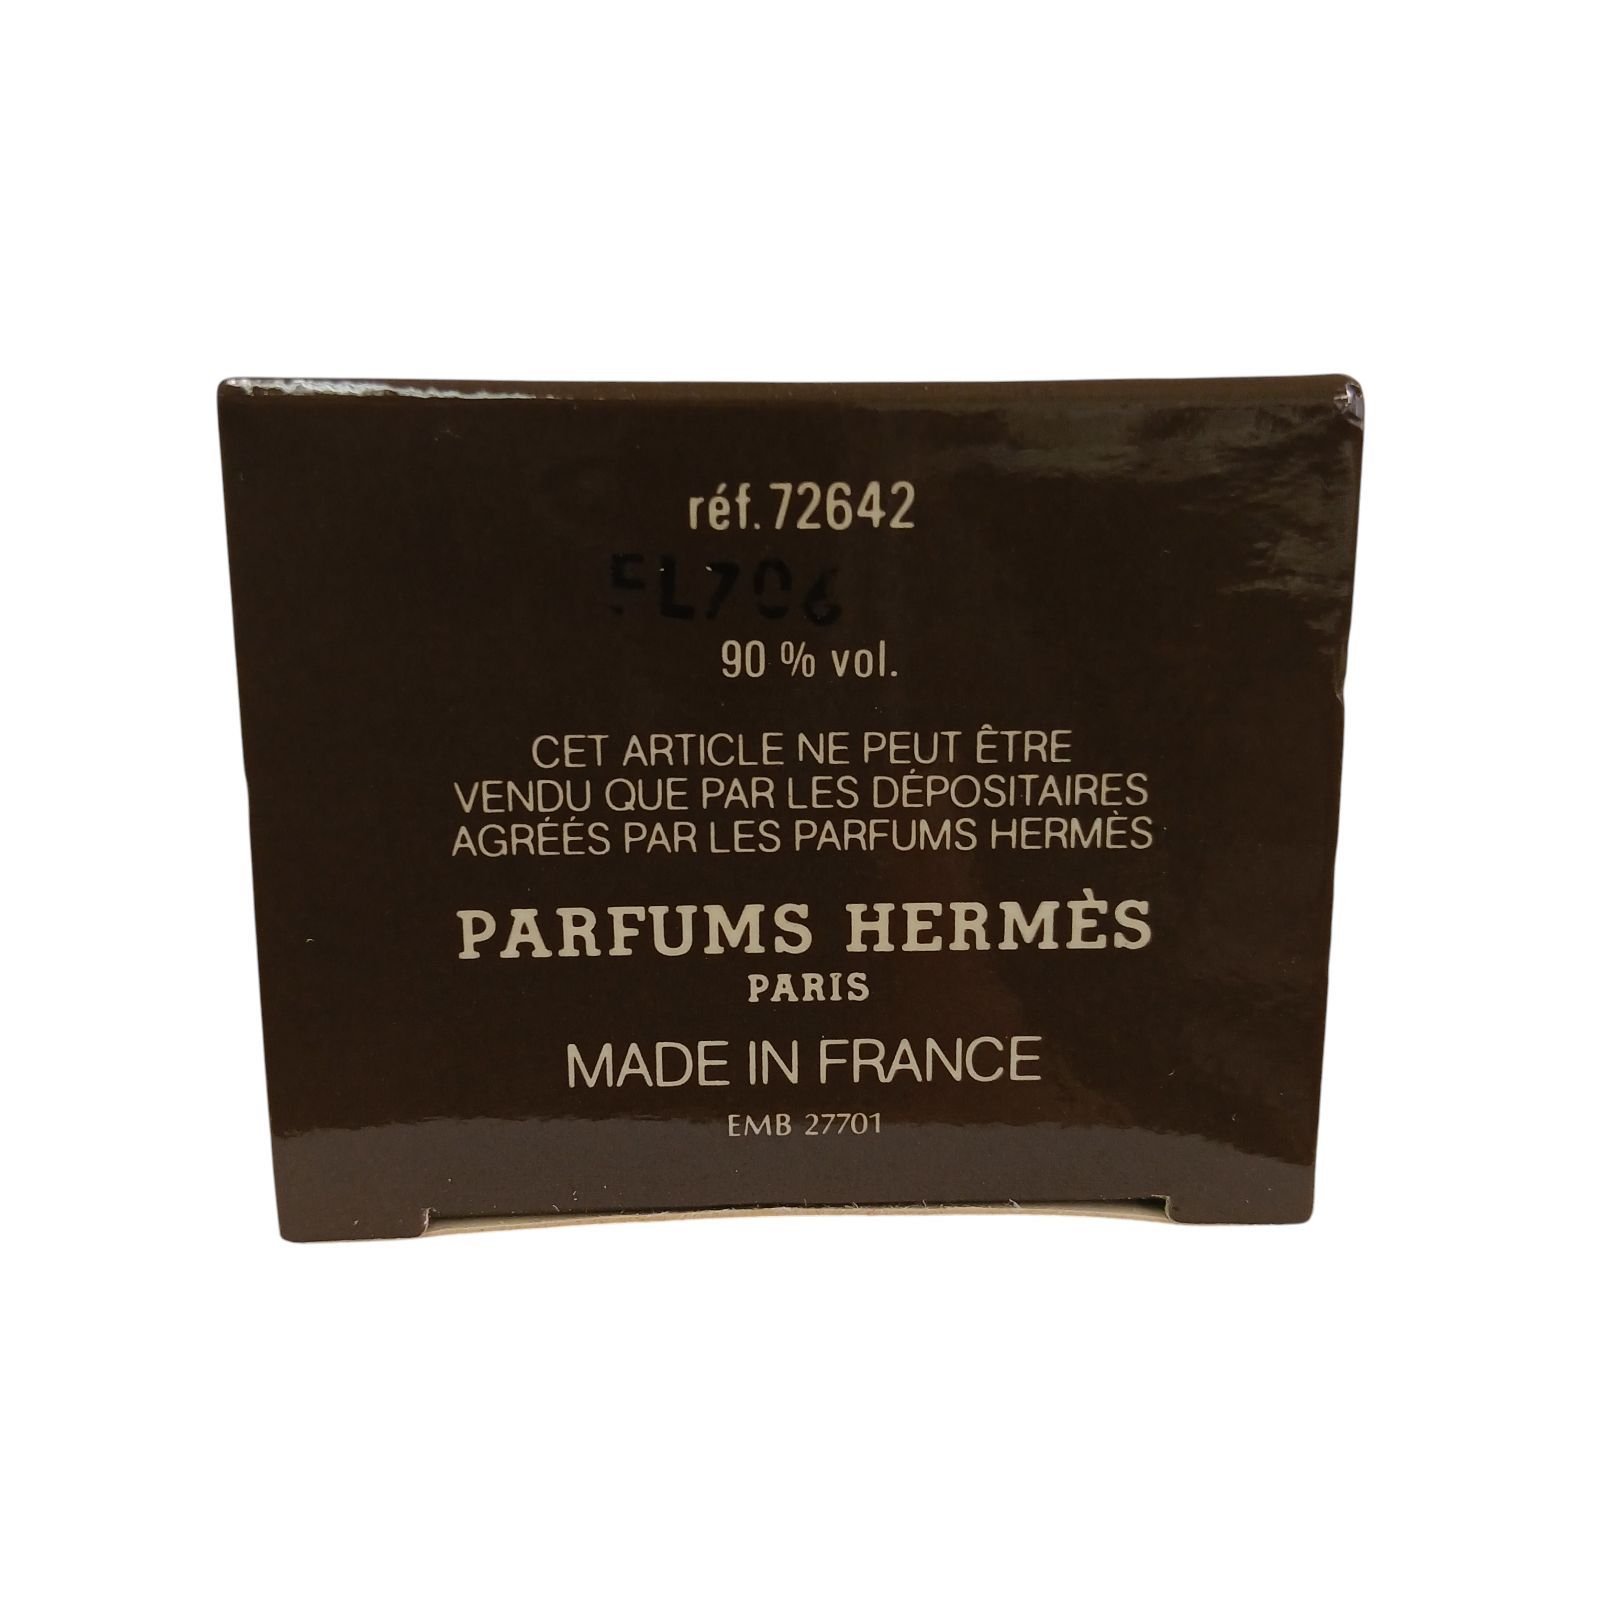 réf. 72642
FL706
90 % vol.
CET ARTICLE NE PEUT ÊTRE
VENDU QUE PAR LES DÉPOSITAIRES
AGRÉÉS PAR LES PARFUMS HERMÈS
PARFUMS HERMÈS
PARIS
MADE IN FRANCE
EMB 27701